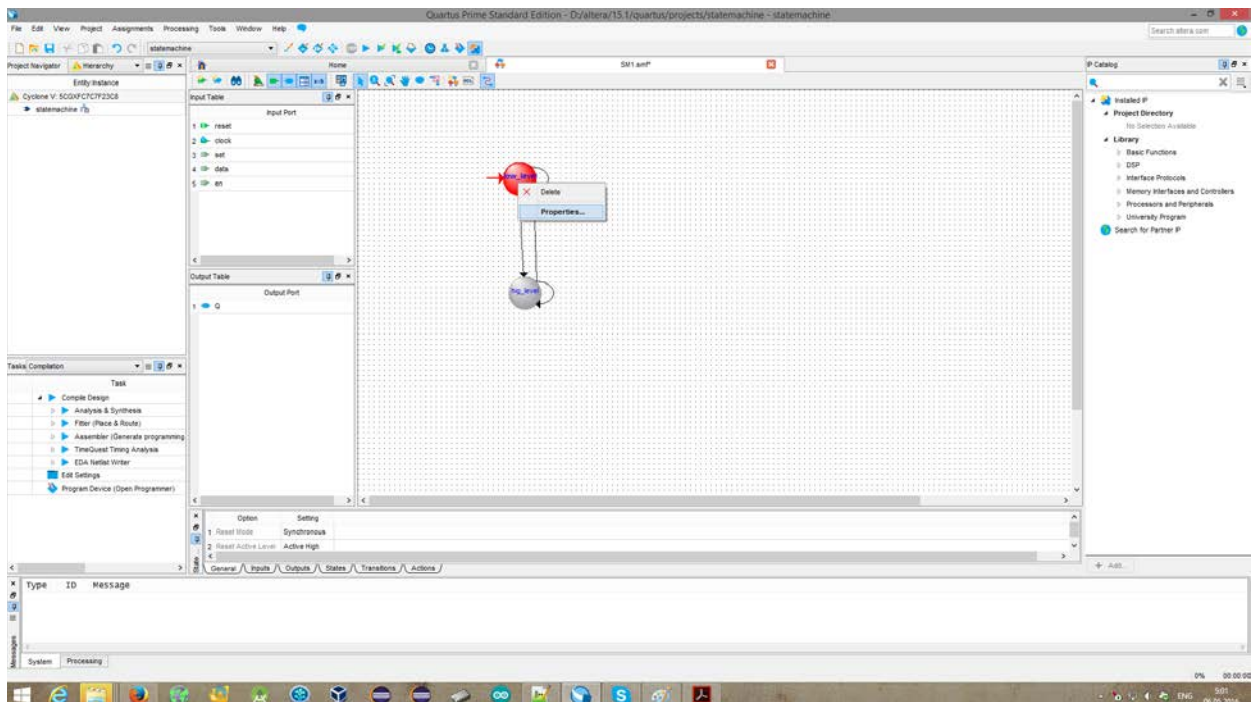 Quartus Prime Standard Edition - D:/altera/15.1/quartus/projects/statemachine - statemachine
File Edit View Project Assignments Processing Tools Window Help
Search altera.com
statemachine
Project Navigator Hierarchy
Entity:Instance
Cyclone V: 5CGXFC7C7F23C8
statemachine
Home
SM1.smf*
Input Table
Input Port
1 reset
2 clock
3 set
4 data
5 en
Output Table
Output Port
1 Q
low_level
Delete
Properties...
hig_level
IP Catalog
Installed IP
Project Directory
No Selection Available
Library
Basic Functions
DSP
Interface Protocols
Memory Interfaces and Controllers
Processors and Peripherals
University Program
Search for Partner IP
+ Add...
Tasks Compilation
Task
Compile Design
Analysis & Synthesis
Fitter (Place & Route)
Assembler (Generate programming
TimeQuest Timing Analysis
EDA Netlist Writer
Edit Settings
Program Device (Open Programmer)
State
Option Setting
1 Reset Mode Synchronous
2 Reset Active Level Active High
General Inputs Outputs States Transitions Actions
Type ID Message
Messages
System Processing
0% 00:00:00
ENG
5:01